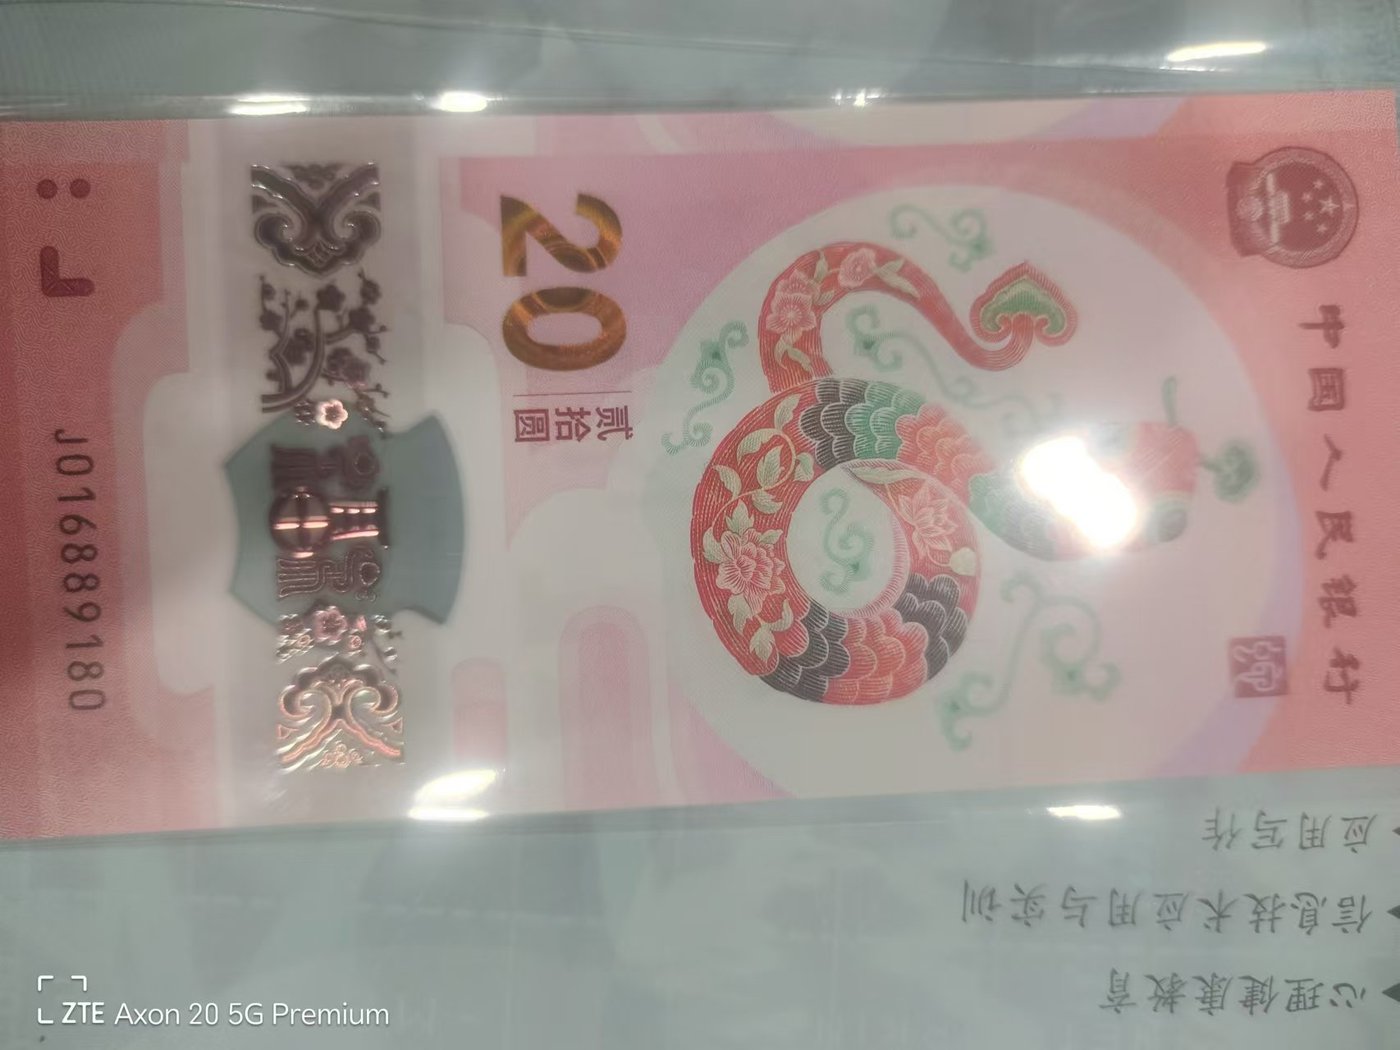 中国人民银行
20
贰拾圆
J016889180
应用写作
信息技术应用与实训
心理健康教育
ZTE Axon 20 5G Premium